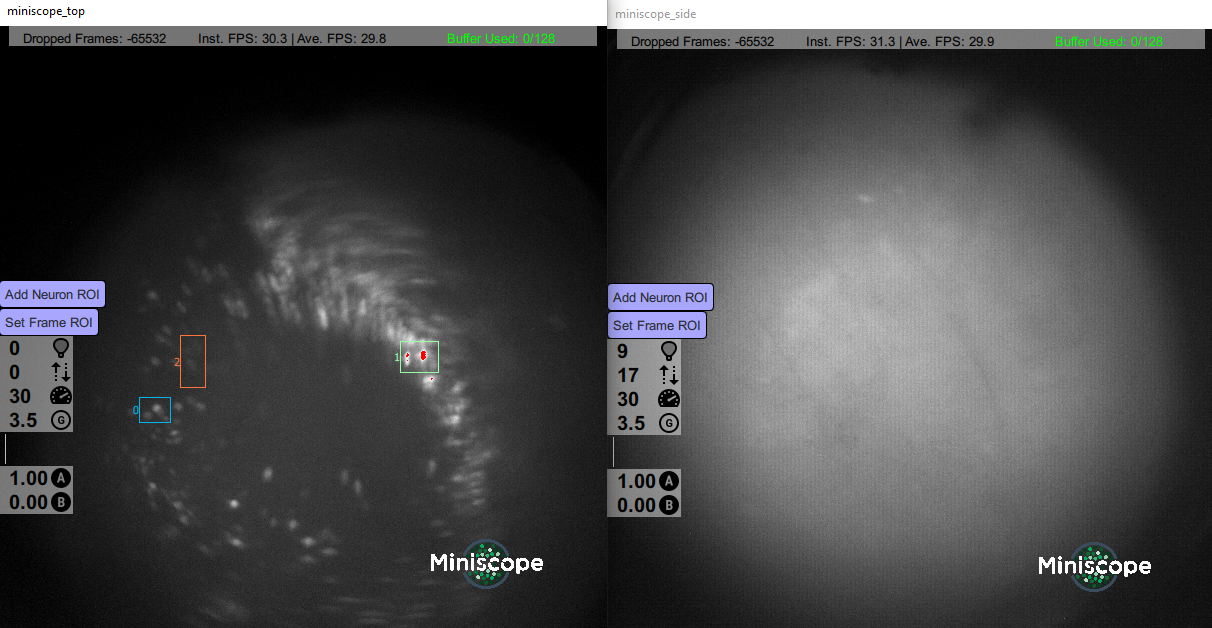 miniscope_top
Dropped Frames: -65532 Inst. FPS: 30.3 | Ave. FPS: 29.8 Buffer Used: 0/128
Add Neuron ROI
Set Frame ROI
0
0
30
3.5 G
1.00 A
0.00 B
2
0
1
Miniscope
miniscope_side
Dropped Frames: -65532 Inst. FPS: 31.3 | Ave. FPS: 29.9 Buffer Used: 0/128
Add Neuron ROI
Set Frame ROI
9
17
30
3.5 G
1.00 A
0.00 B
Miniscope